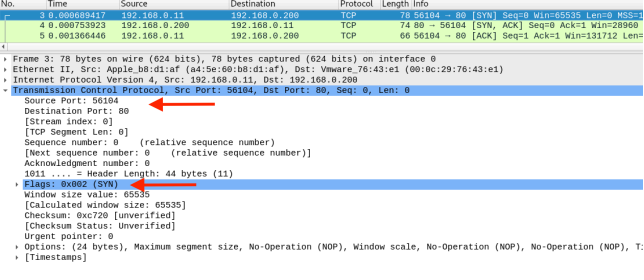 No. Time Source Destination Protocol Length Info
3 0.000689417 192.168.0.11 192.168.0.200 TCP 78 56104 → 80 [SYN] Seq=0 Win=65535 Len=0 MSS=1
4 0.000753923 192.168.0.200 192.168.0.11 TCP 74 80 → 56104 [SYN, ACK] Seq=0 Ack=1 Win=28960
5 0.001366446 192.168.0.11 192.168.0.200 TCP 66 56104 → 80 [ACK] Seq=1 Ack=1 Win=131712 Len=
Frame 3: 78 bytes on wire (624 bits), 78 bytes captured (624 bits) on interface 0
Ethernet II, Src: Apple_b8:d1:af (a4:5e:60:b8:d1:af), Dst: Vmware_76:43:e1 (00:0c:29:76:43:e1)
Internet Protocol Version 4, Src: 192.168.0.11, Dst: 192.168.0.200
Transmission Control Protocol, Src Port: 56104, Dst Port: 80, Seq: 0, Len: 0
Source Port: 56104
Destination Port: 80
[Stream index: 0]
[TCP Segment Len: 0]
Sequence number: 0 (relative sequence number)
[Next sequence number: 0 (relative sequence number)]
Acknowledgment number: 0
1011 .... = Header Length: 44 bytes (11)
Flags: 0x002 (SYN)
Window size value: 65535
[Calculated window size: 65535]
Checksum: 0xc720 [unverified]
[Checksum Status: Unverified]
Urgent pointer: 0
Options: (24 bytes), Maximum segment size, No-Operation (NOP), Window scale, No-Operation (NOP), No-Operation (NOP), Ti
[Timestamps]